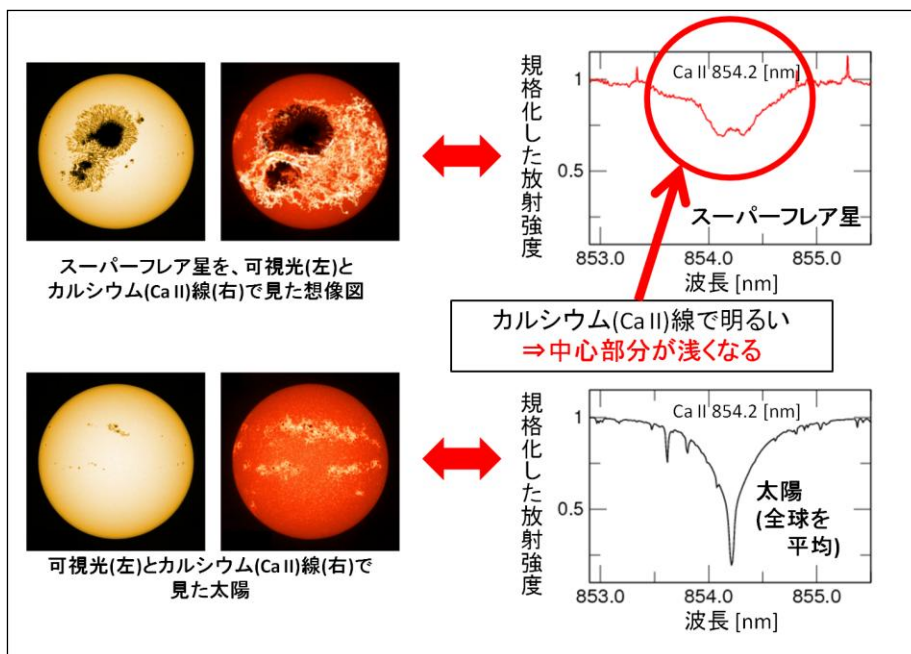 スーパーフレア星を、可視光(左)と
カルシウム(Ca II)線(右)で見た想像図
規格化した放射強度
1
0.5
Ca II 854.2 [nm]
スーパーフレア星
853.0 854.0 855.0
波長 [nm]
カルシウム(Ca II)線で明るい
⇒中心部分が浅くなる
可視光(左)とカルシウム(Ca II)線(右)で
見た太陽
規格化した放射強度
1
0.5
Ca II 854.2 [nm]
太陽
(全球を
平均)
853.0 854.0 855.0
波長 [nm]